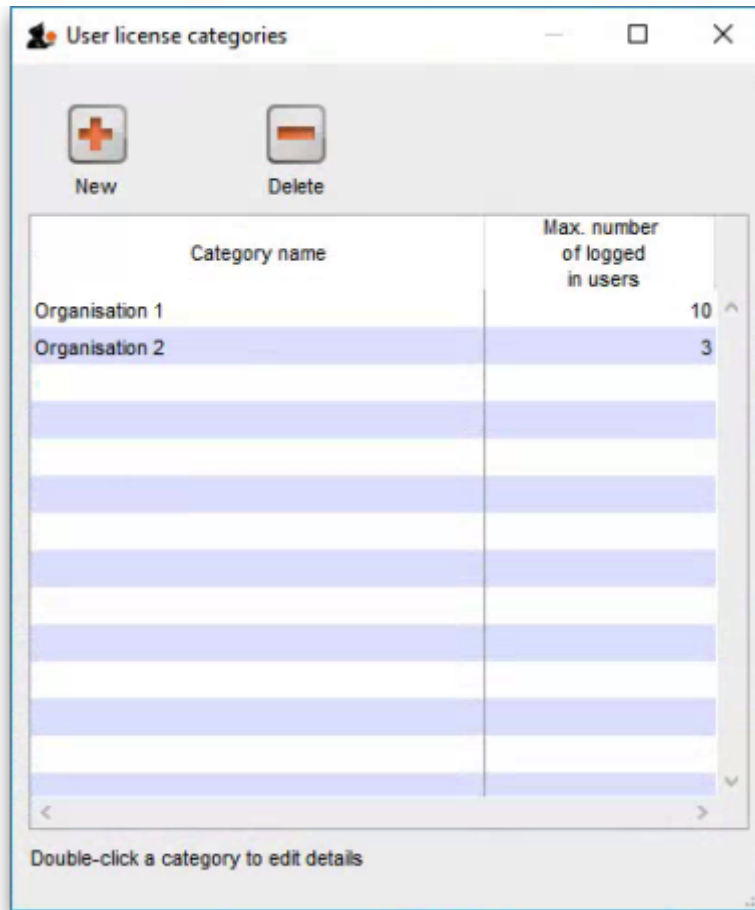 User license categories
New Delete
Category name
Max. number
of logged
in users
Organisation 1 10
Organisation 2 3
Double-click a category to edit details